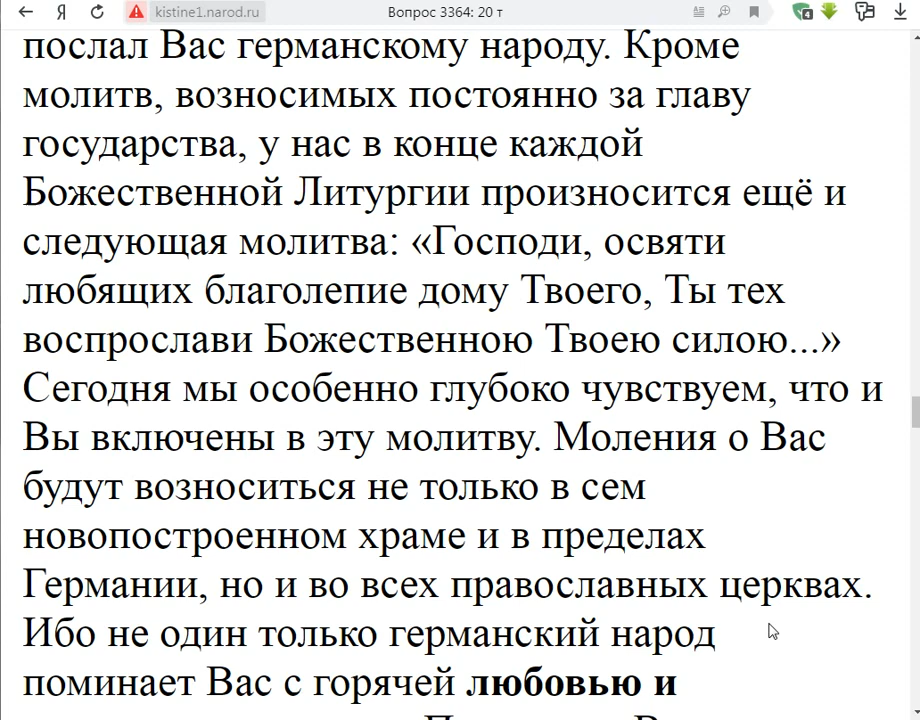 Я kistine1.narod.ru Вопрос 3364: 20 т 4
послал Вас германскому народу. Кроме
молитв, возносимых постоянно за главу
государства, у нас в конце каждой
Божественной Литургии произносится ещё и
следующая молитва: «Господи, освяти
любящих благолепие дому Твоего, Ты тех
воспрослави Божественною Твоею силою...»
Сегодня мы особенно глубоко чувствуем, что и
Вы включены в эту молитву. Моления о Вас
будут возноситься не только в сем
новопостроенном храме и в пределах
Германии, но и во всех православных церквах.
Ибо не один только германский народ
поминает Вас с горячей любовью и